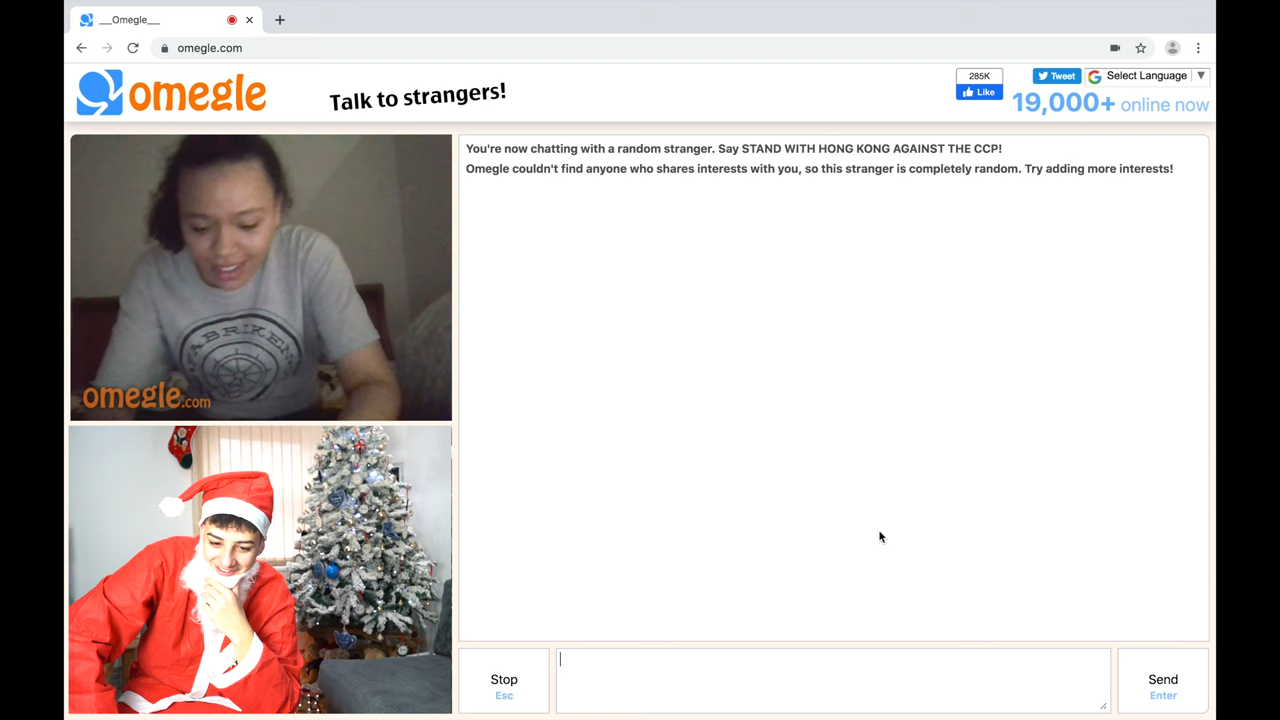 ___Omegle___
omegle.com
omegle
Talk to strangers!
285K
Like
Tweet
Select Language
19,000+ online now
You're now chatting with a random stranger. Say STAND WITH HONG KONG AGAINST THE CCP!
Omegle couldn't find anyone who shares interests with you, so this stranger is completely random. Try adding more interests!
FABRIKEN
omegle.com
Stop
Esc
Send
Enter